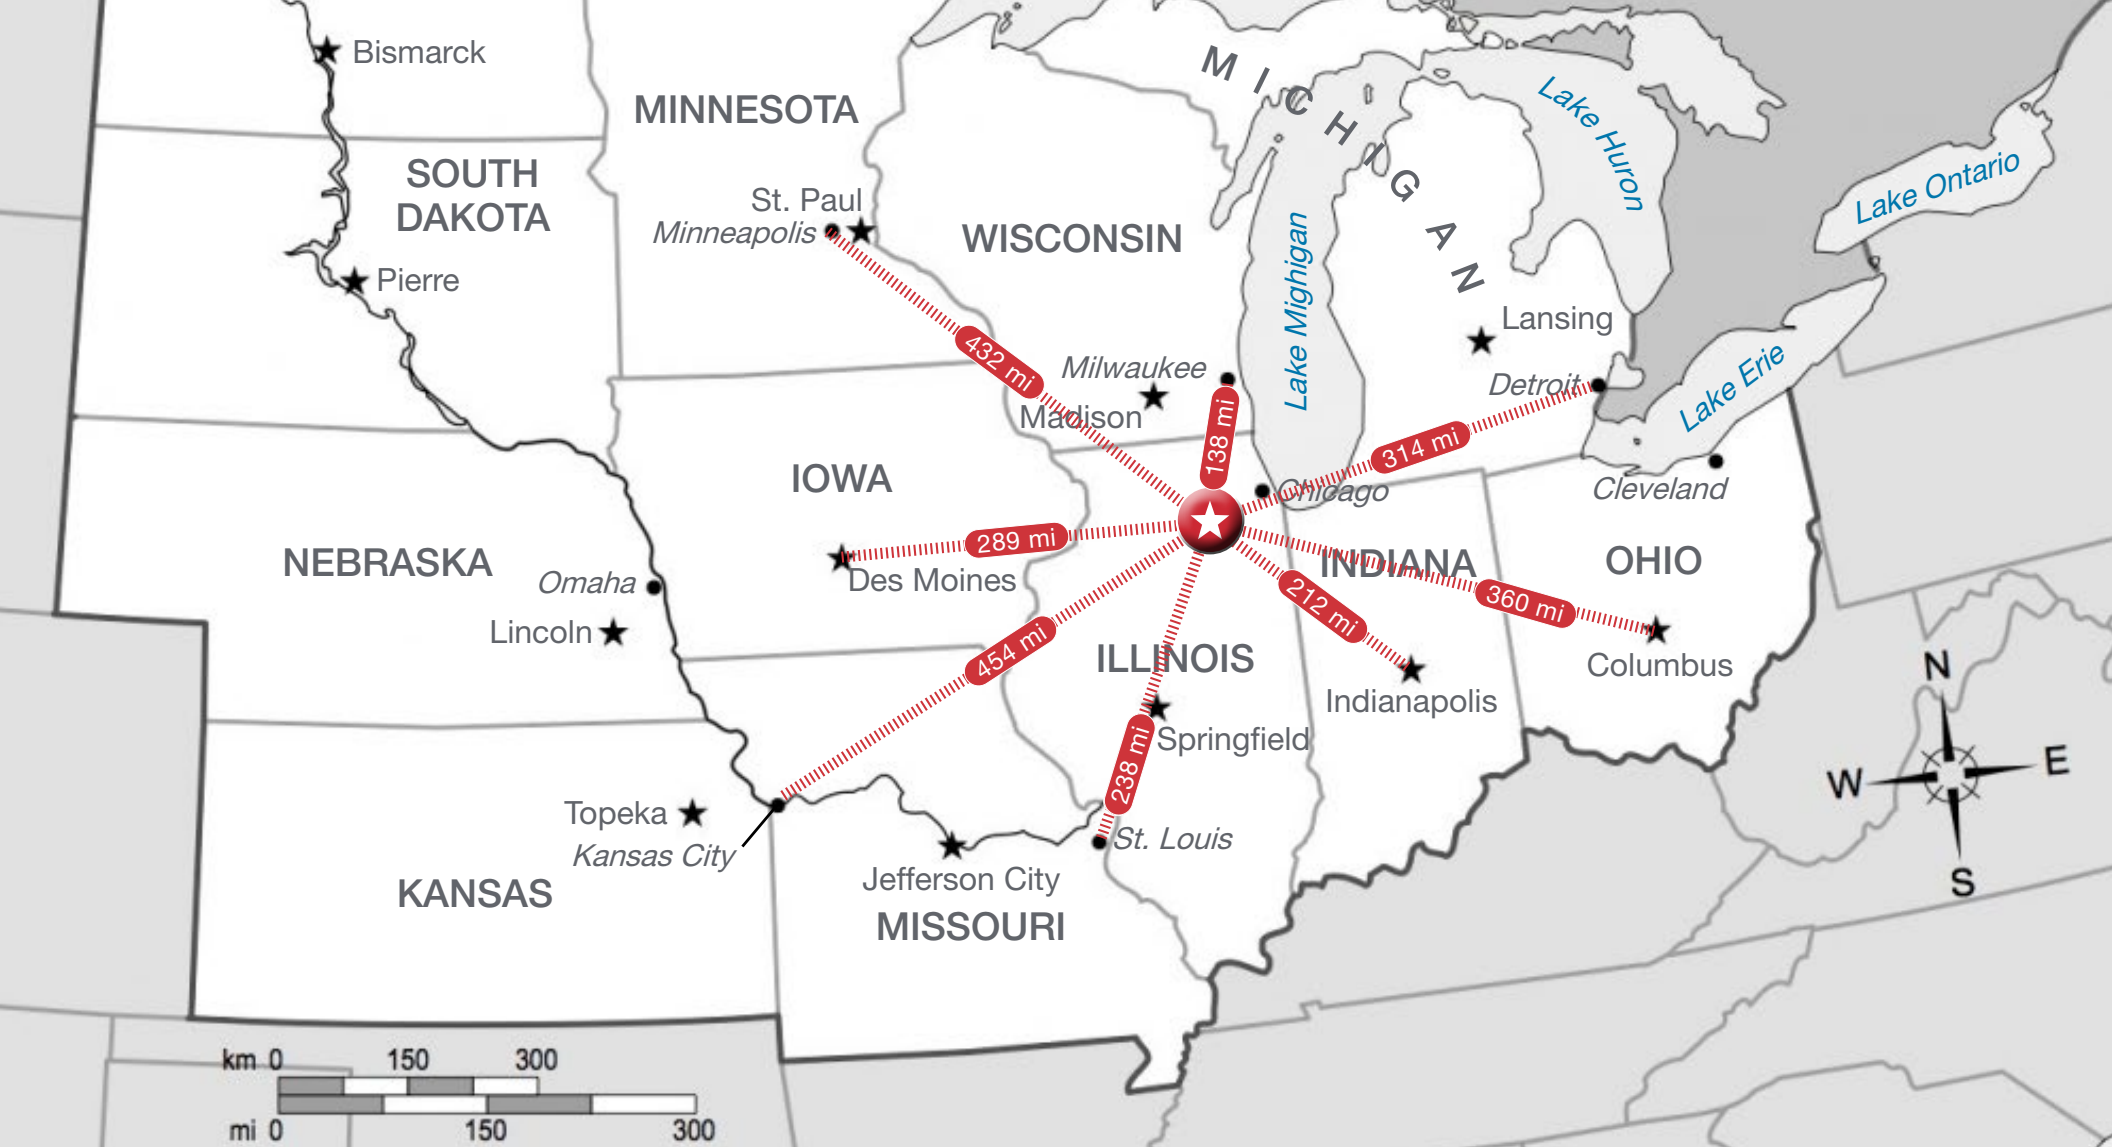 Bismarck
MINNESOTA
MICHIGAN
Lake Huron
SOUTH
DAKOTA
St. Paul
Minneapolis
WISCONSIN
Lake Ontario
Pierre
Lake Mighigan
Lansing
432 mi
Milwaukee
Madison
138 mi
Detroit
Lake Erie
314 mi
IOWA
Chicago
Cleveland
289 mi
Des Moines
NEBRASKA
Omaha
Lincoln
INDIANA
OHIO
212 mi
360 mi
454 mi
ILLINOIS
Columbus
Indianapolis
Springfield
238 mi
N
W
E
S
Topeka
Kansas City
St. Louis
Jefferson City
KANSAS
MISSOURI
km 0 150 300
mi 0 150 300